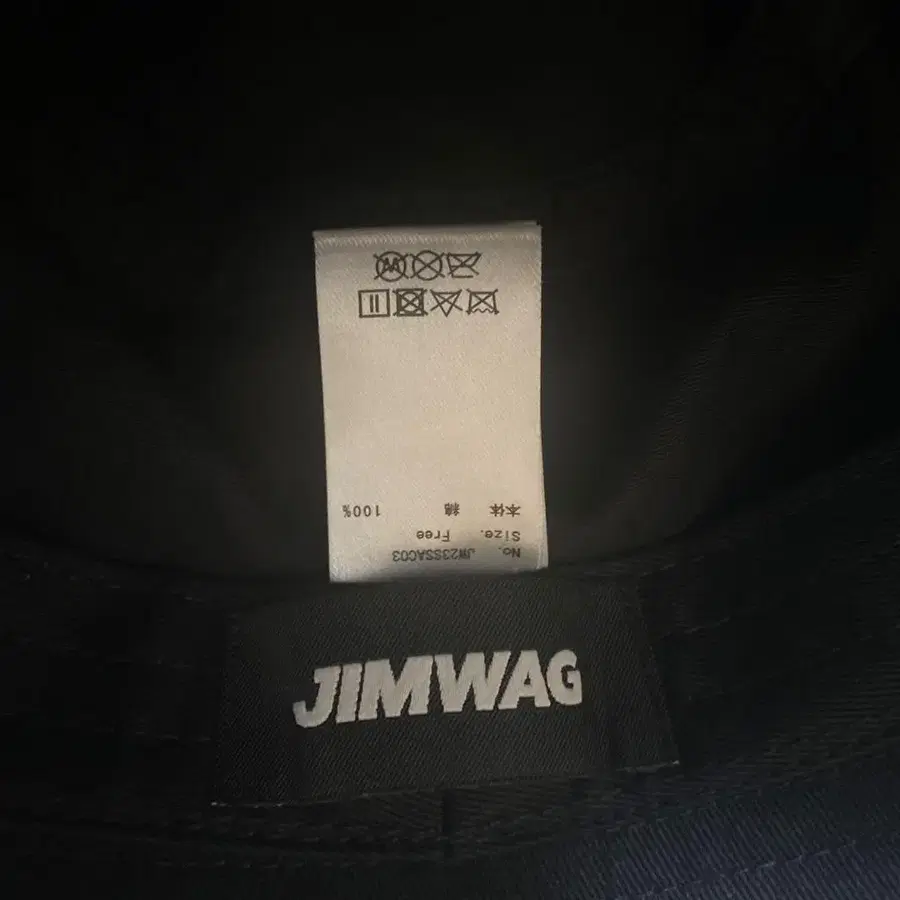 No. JW23SSAC03
Size. Free
本体 綿 100%
JIMWAG